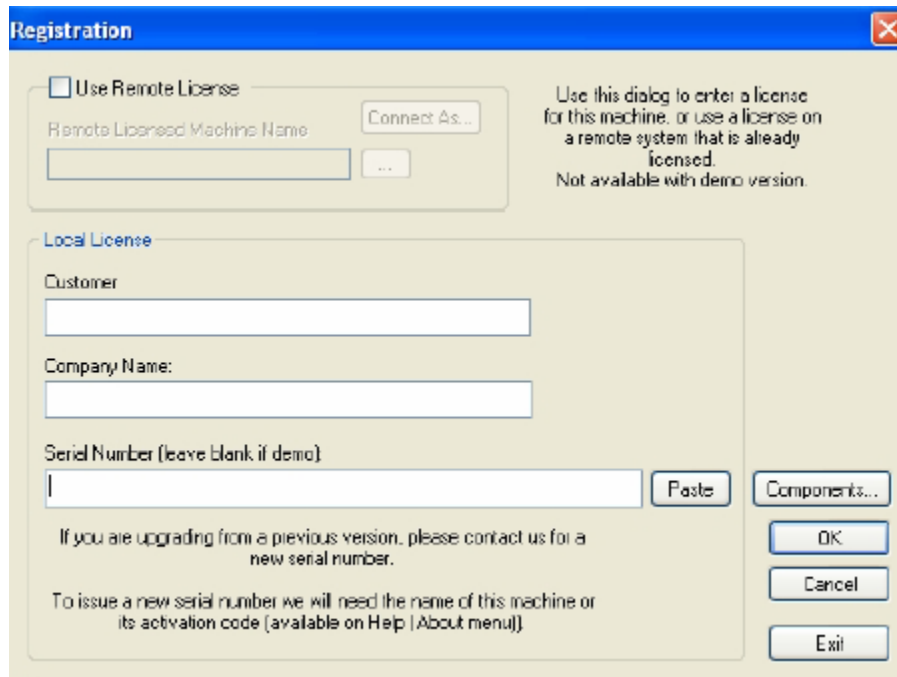 Registration
Use Remote License
Remote Licensed Machine Name
Connect As...
...
Use this dialog to enter a license
for this machine, or use a license on
a remote system that is already
licensed.
Not available with demo version.
Local License
Customer
Company Name:
Serial Number (leave blank if demo)
Paste
Components...
If you are upgrading from a previous version, please contact us for a
new serial number.
OK
Cancel
To issue a new serial number we will need the name of this machine or
its activation code (available on Help | About menu))
Exit